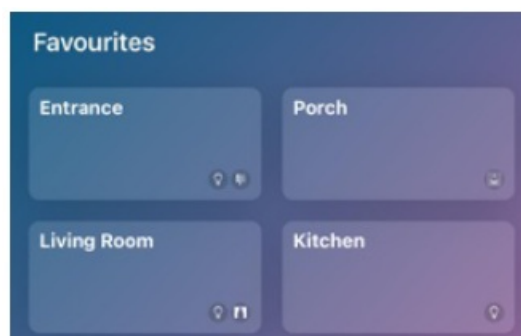 Favourites
Entrance
Porch
Living Room
Kitchen